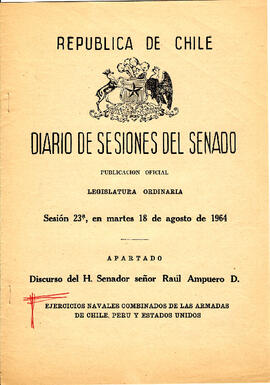 REPUBLICA DE CHILE
DIARIO DE SESIONES DEL SENADO
PUBLICACION OFICIAL
LEGISLATURA ORDINARIA
Sesión 23ª, en martes 18 de agosto de 1964
APARTADO
Discurso del H. Senador señor Raúl Ampuero D.
EJERCICIOS NAVALES COMBINADOS DE LAS ARMADAS
DE CHILE, PERU Y ESTADOS UNIDOS